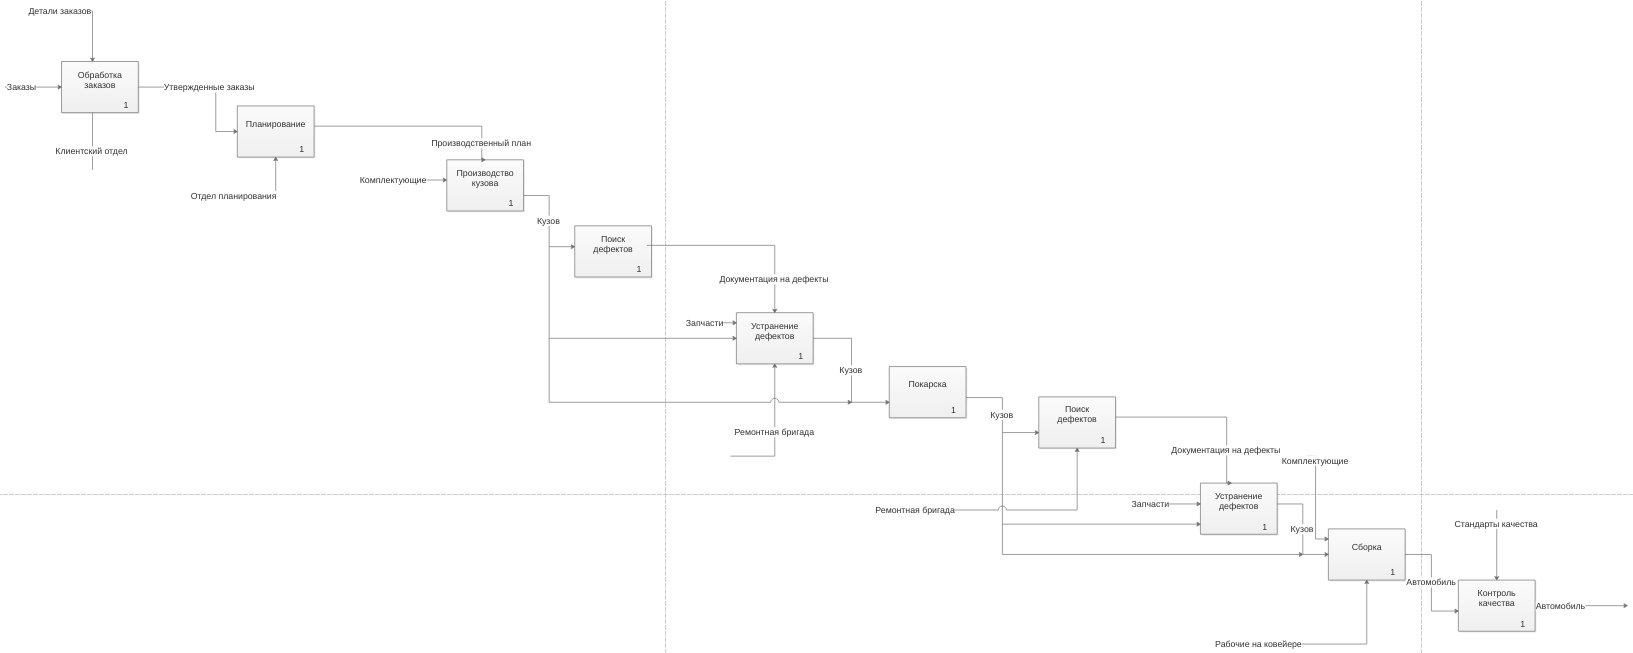 Детали заказов
Обработка
заказов
1
Заказы
Утвержденные заказы
Клиентский отдел
Планирование
1
Отдел планирования
Производственный план
Комплектующие
Производство
кузова
1
Кузов
Поиск
дефектов
1
Документация на дефекты
Запчасти
Устранение
дефектов
1
Кузов
Ремонтная бригада
Покарска
1
Кузов
Поиск
дефектов
1
Документация на дефекты
Комплектующие
Ремонтная бригада
Запчасти
Устранение
дефектов
1
Кузов
Сборка
1
Стандарты качества
Автомобиль
Контроль
качества
1
Автомобиль
Рабочие на ковейере